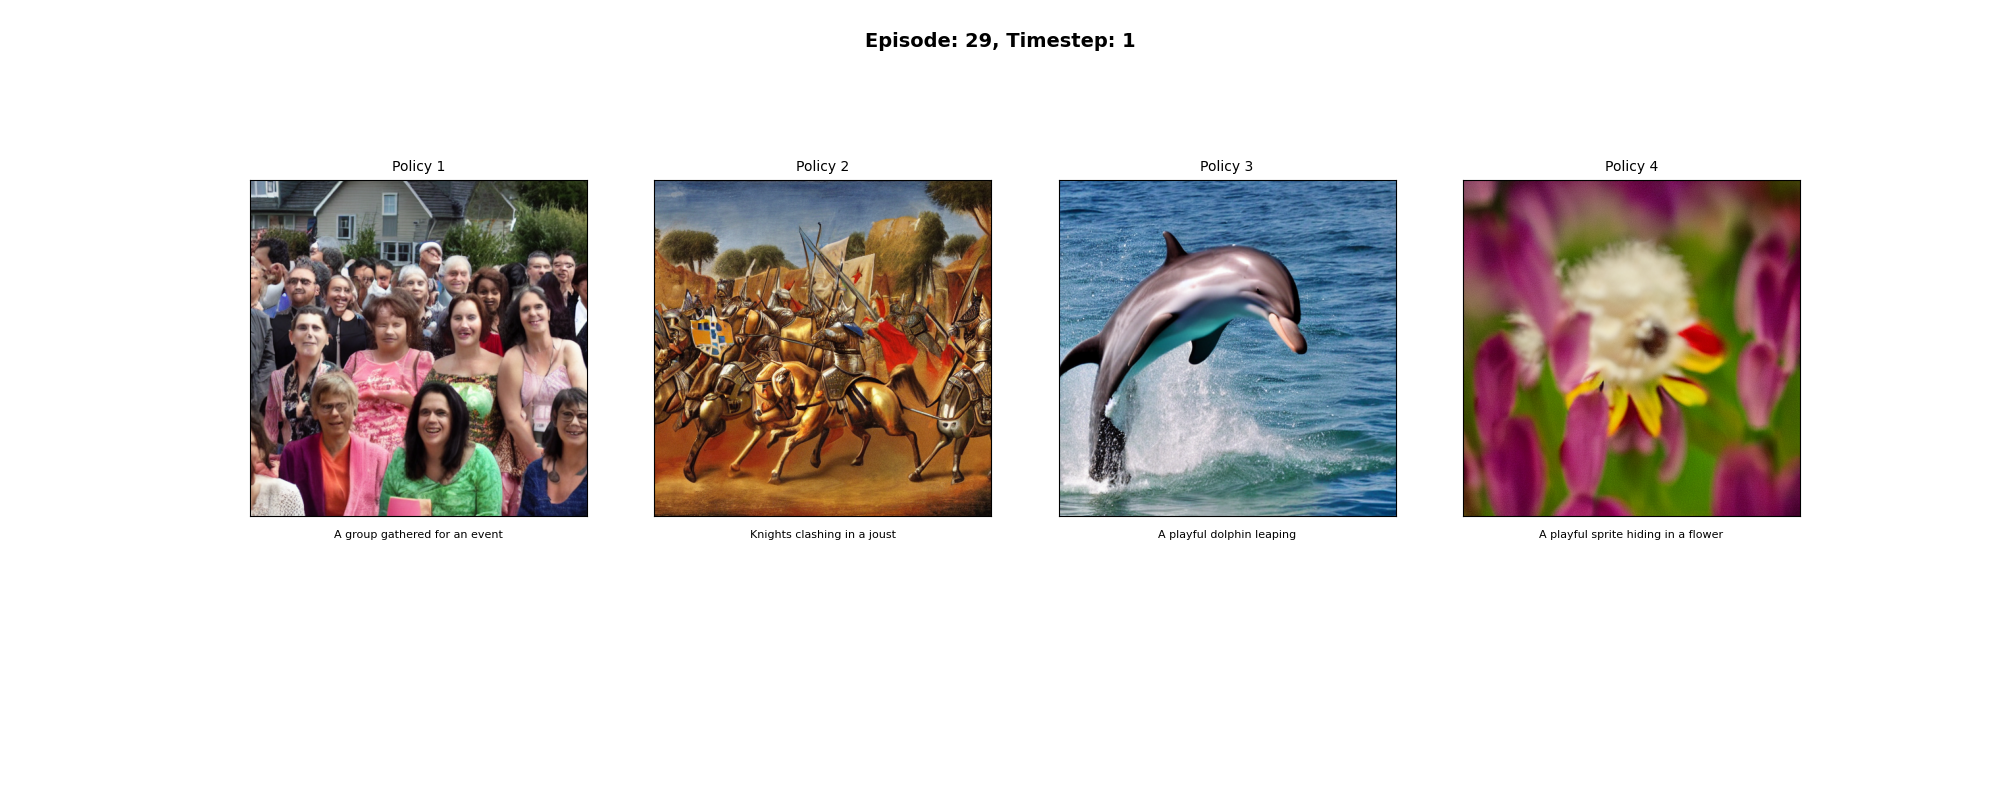 Episode: 29, Timestep: 1
Policy 1
Policy 2
Policy 3
Policy 4
A group gathered for an event
Knights clashing in a joust
A playful dolphin leaping
A playful sprite hiding in a flower